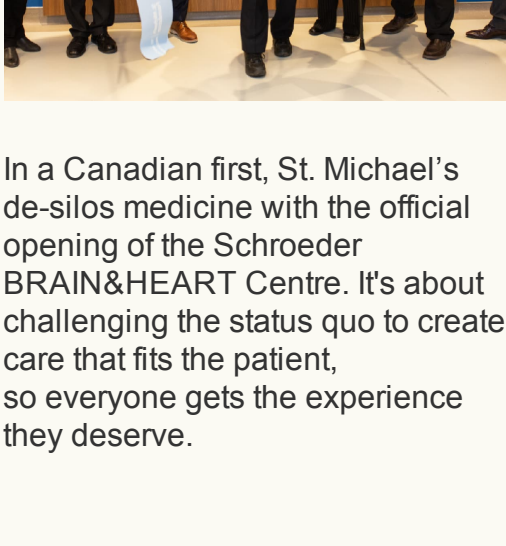 In a Canadian first, St. Michael’s
de-silos medicine with the official
opening of the Schroeder
BRAIN&HEART Centre. It's about
challenging the status quo to create
care that fits the patient,
so everyone gets the experience
they deserve.